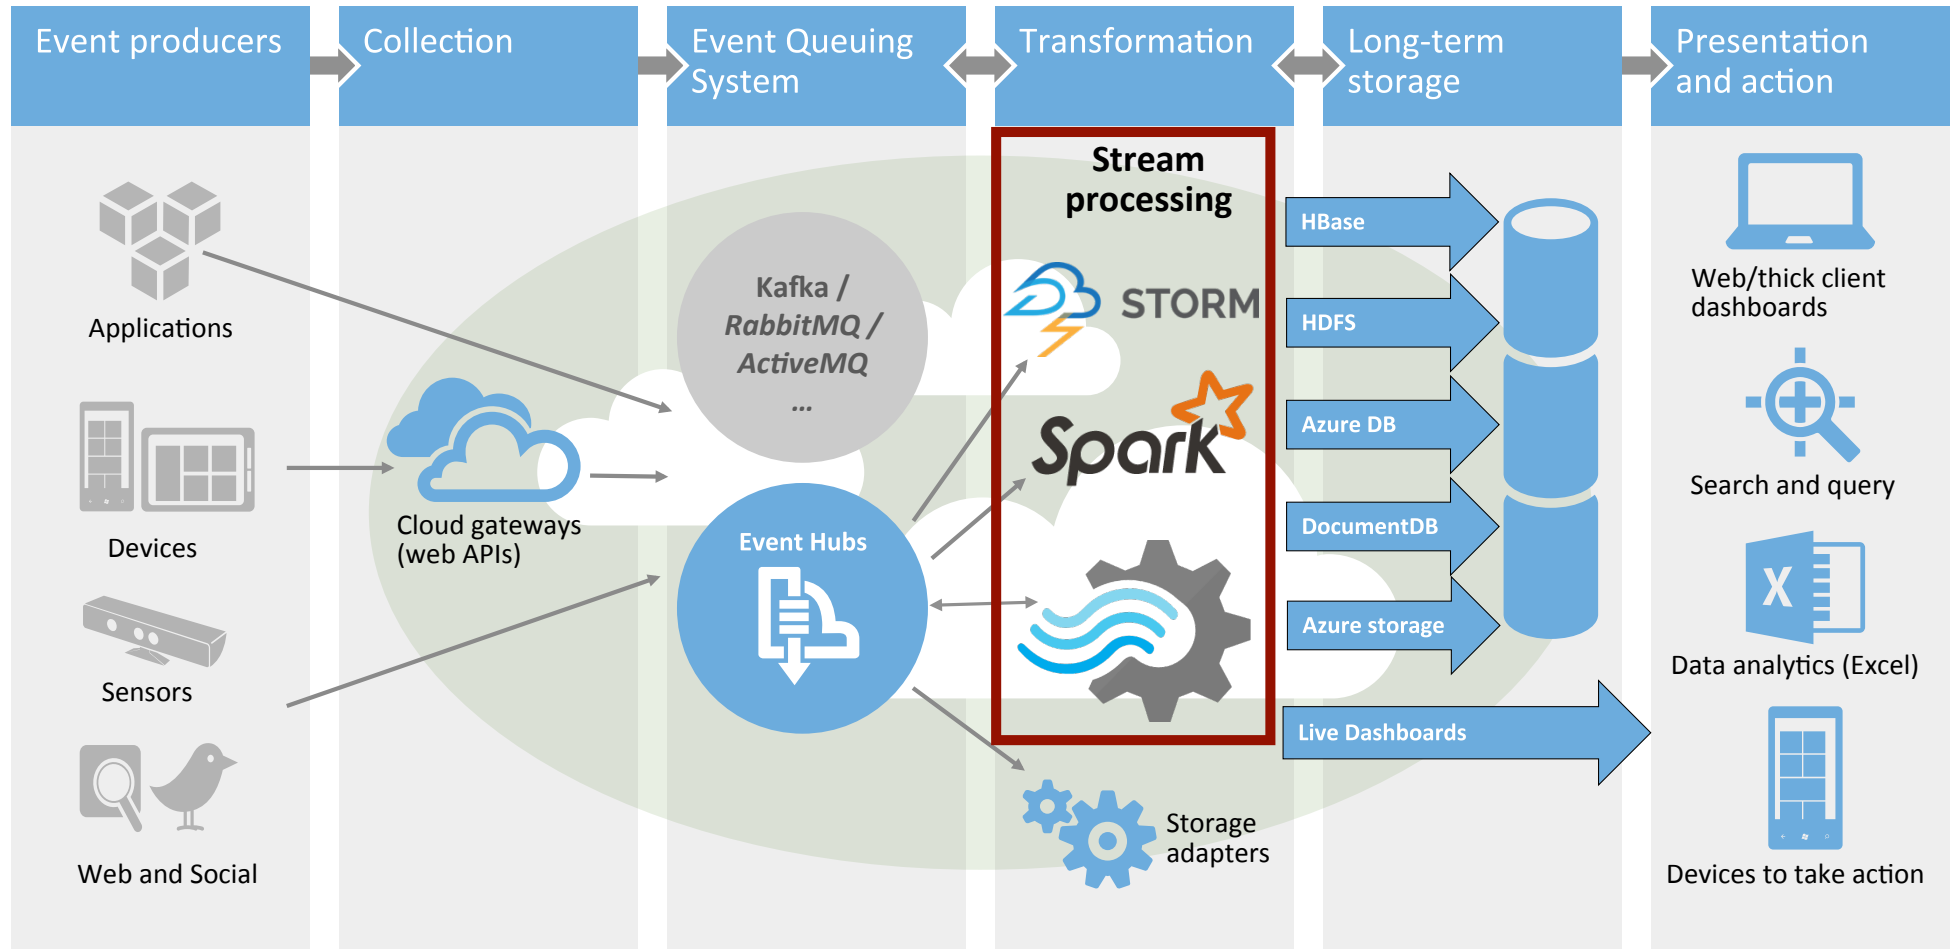 Event producers
Collection
Event Queuing
System
Transformation
Long-term
storage
Presentation
and action
Applications
Devices
Sensors
Web and Social
Cloud gateways
(web APIs)
Kafka /
RabbitMQ /
ActiveMQ
...
Event Hubs
Stream
processing
STORM
Spark
Storage
adapters
HBase
HDFS
Azure DB
DocumentDB
Azure storage
Live Dashboards
Web/thick client
dashboards
Search and query
X
Data analytics (Excel)
Devices to take action